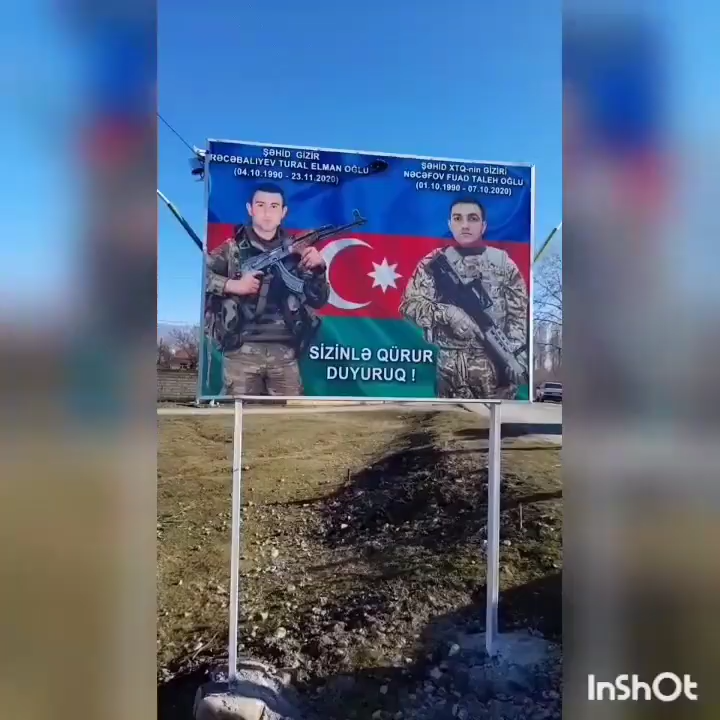 ŞƏHİD GİZİR
RƏCƏBALIYEV TURAL ELMAN OĞLU
(04.10.1990 - 23.11.2020)
ŞƏHİD XTQ-nin GİZİRİ
NƏCƏFOV FUAD TALEH OĞLU
(01.10.1990 - 07.10.2020)
SİZİNLƏ QÜRUR
DUYURUQ !
InShOt